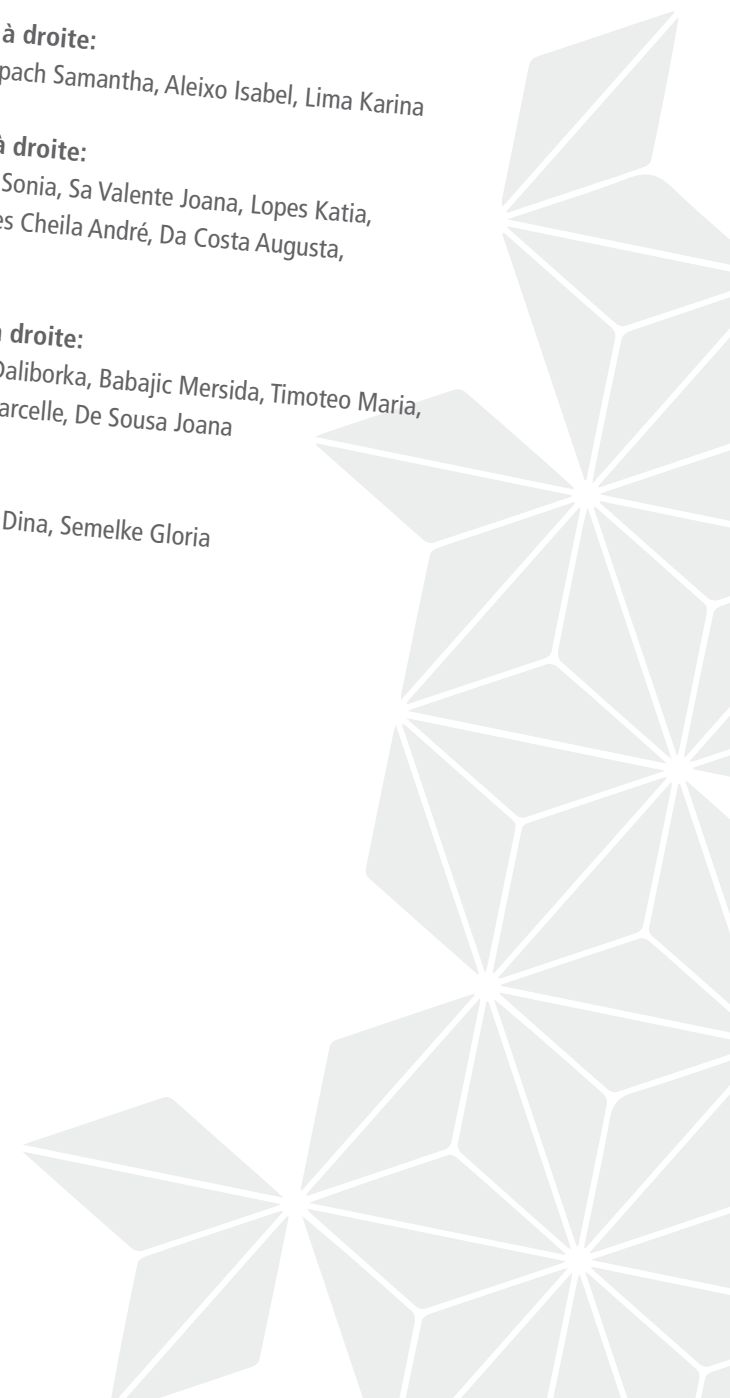 à droite:
pach Samantha, Aleixo Isabel, Lima Karina
à droite:
Sonia, Sa Valente Joana, Lopes Katia,
es Cheila André, Da Costa Augusta,
à droite:
Daliborka, Babajic Mersida, Timoteo Maria,
arcelle, De Sousa Joana
Dina, Semelke Gloria